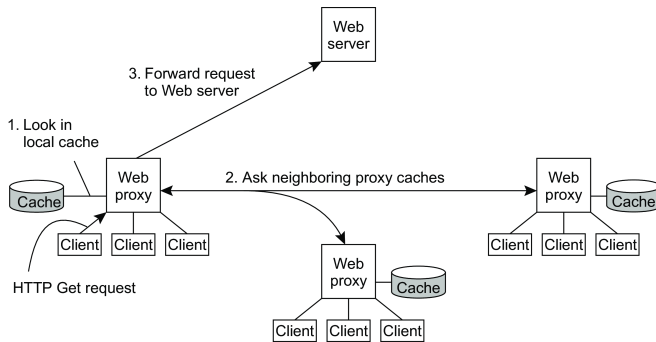 Web
server
3. Forward request
to Web server
1. Look in
local cache
Web
proxy
2. Ask neighboring proxy caches
Web
proxy
Cache
Cache
Client
Client
Client
Client
Client
Client
Web
proxy
Cache
HTTP Get request
Client
Client
Client